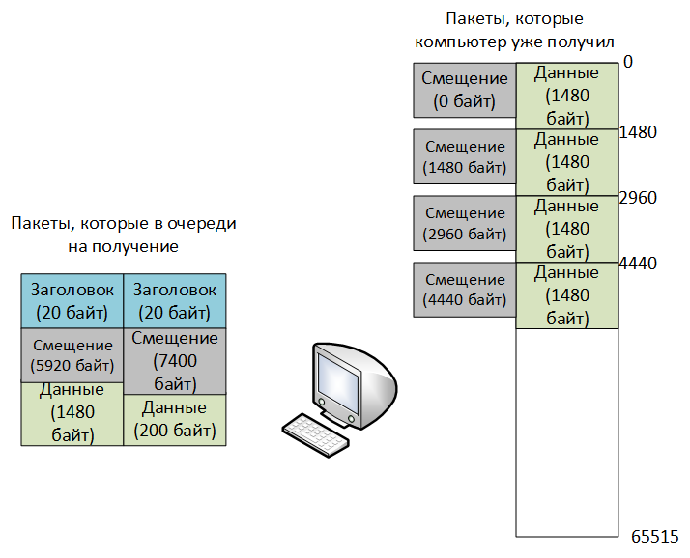 Пакеты, которые
компьютер уже получил
0
Смещение
(0 байт)
Данные
(1480
байт)
1480
Смещение
(1480 байт)
Данные
(1480
байт)
2960
Смещение
(2960 байт)
Данные
(1480
байт)
4440
Смещение
(4440 байт)
Данные
(1480
байт)
65515
Пакеты, которые в очереди
на получение
Заголовок
(20 байт)
Заголовок
(20 байт)
Смещение
(5920 байт)
Смещение
(7400
байт)
Данные
(1480
байт)
Данные
(200 байт)